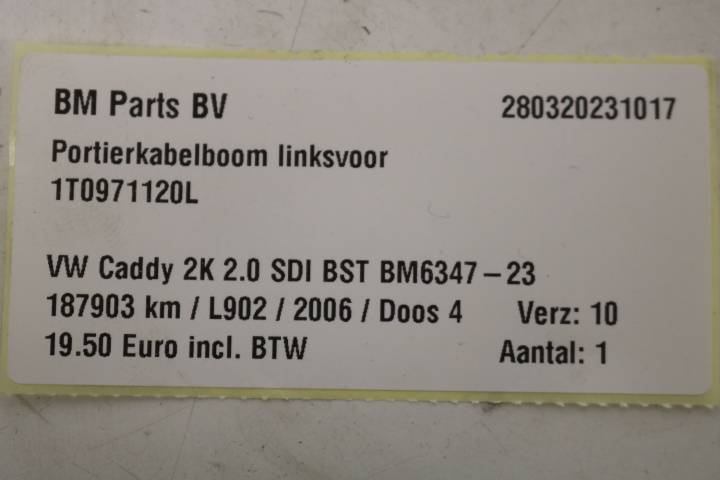 BM Parts BV 280320231017
Portierkabelboom linksvoor
1T0971120L
VW Caddy 2K 2.0 SDI BST BM6347-23
187903 km / L902 / 2006 / Doos 4 Verz: 10
19.50 Euro incl. BTW Aantal: 1